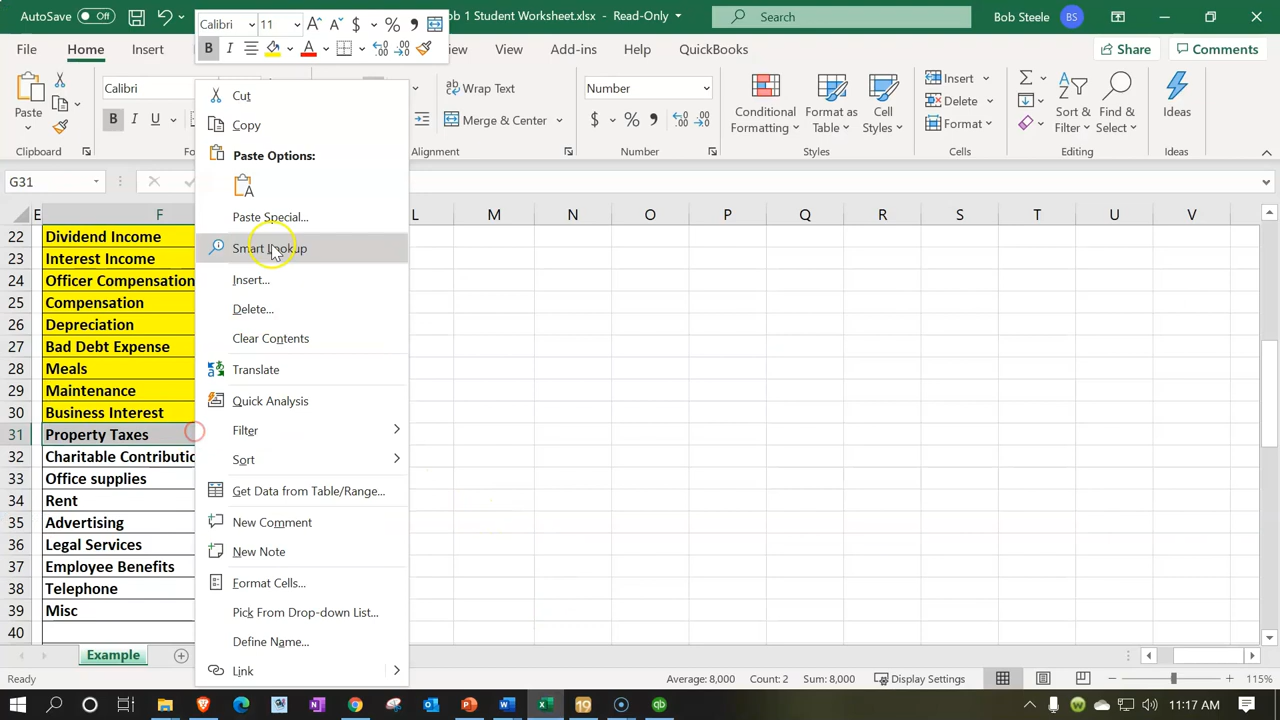 AutoSave Off ob 1 Student Worksheet.xlsx - Read-Only Search Bob Steele BS
Calibri 11 $ % ,
B I A
File Home Insert ew View Add-ins Help QuickBooks Share Comments
Paste Calibri B I U Wrap Text Merge & Center Number $ % , Conditional Formatting Format as Table Cell Styles Insert Delete Format Sort & Filter Find & Select Ideas
Clipboard Fo Alignment Number Styles Cells Editing Ideas
G31
E F L M N O P Q R S T U V
22 Dividend Income
23 Interest Income
24 Officer Compensation
25 Compensation
26 Depreciation
27 Bad Debt Expense
28 Meals
29 Maintenance
30 Business Interest
31 Property Taxes
32 Charitable Contributio
33 Office supplies
34 Rent
35 Advertising
36 Legal Services
37 Employee Benefits
38 Telephone
39 Misc
40
Cut
Copy
Paste Options:
Paste Special...
Smart Lookup
Insert...
Delete...
Clear Contents
Translate
Quick Analysis
Filter
Sort
Get Data from Table/Range...
New Comment
New Note
Format Cells...
Pick From Drop-down List...
Define Name...
Link
Example
Ready Average: 8,000 Count: 2 Sum: 8,000 Display Settings 115%
11:17 AM